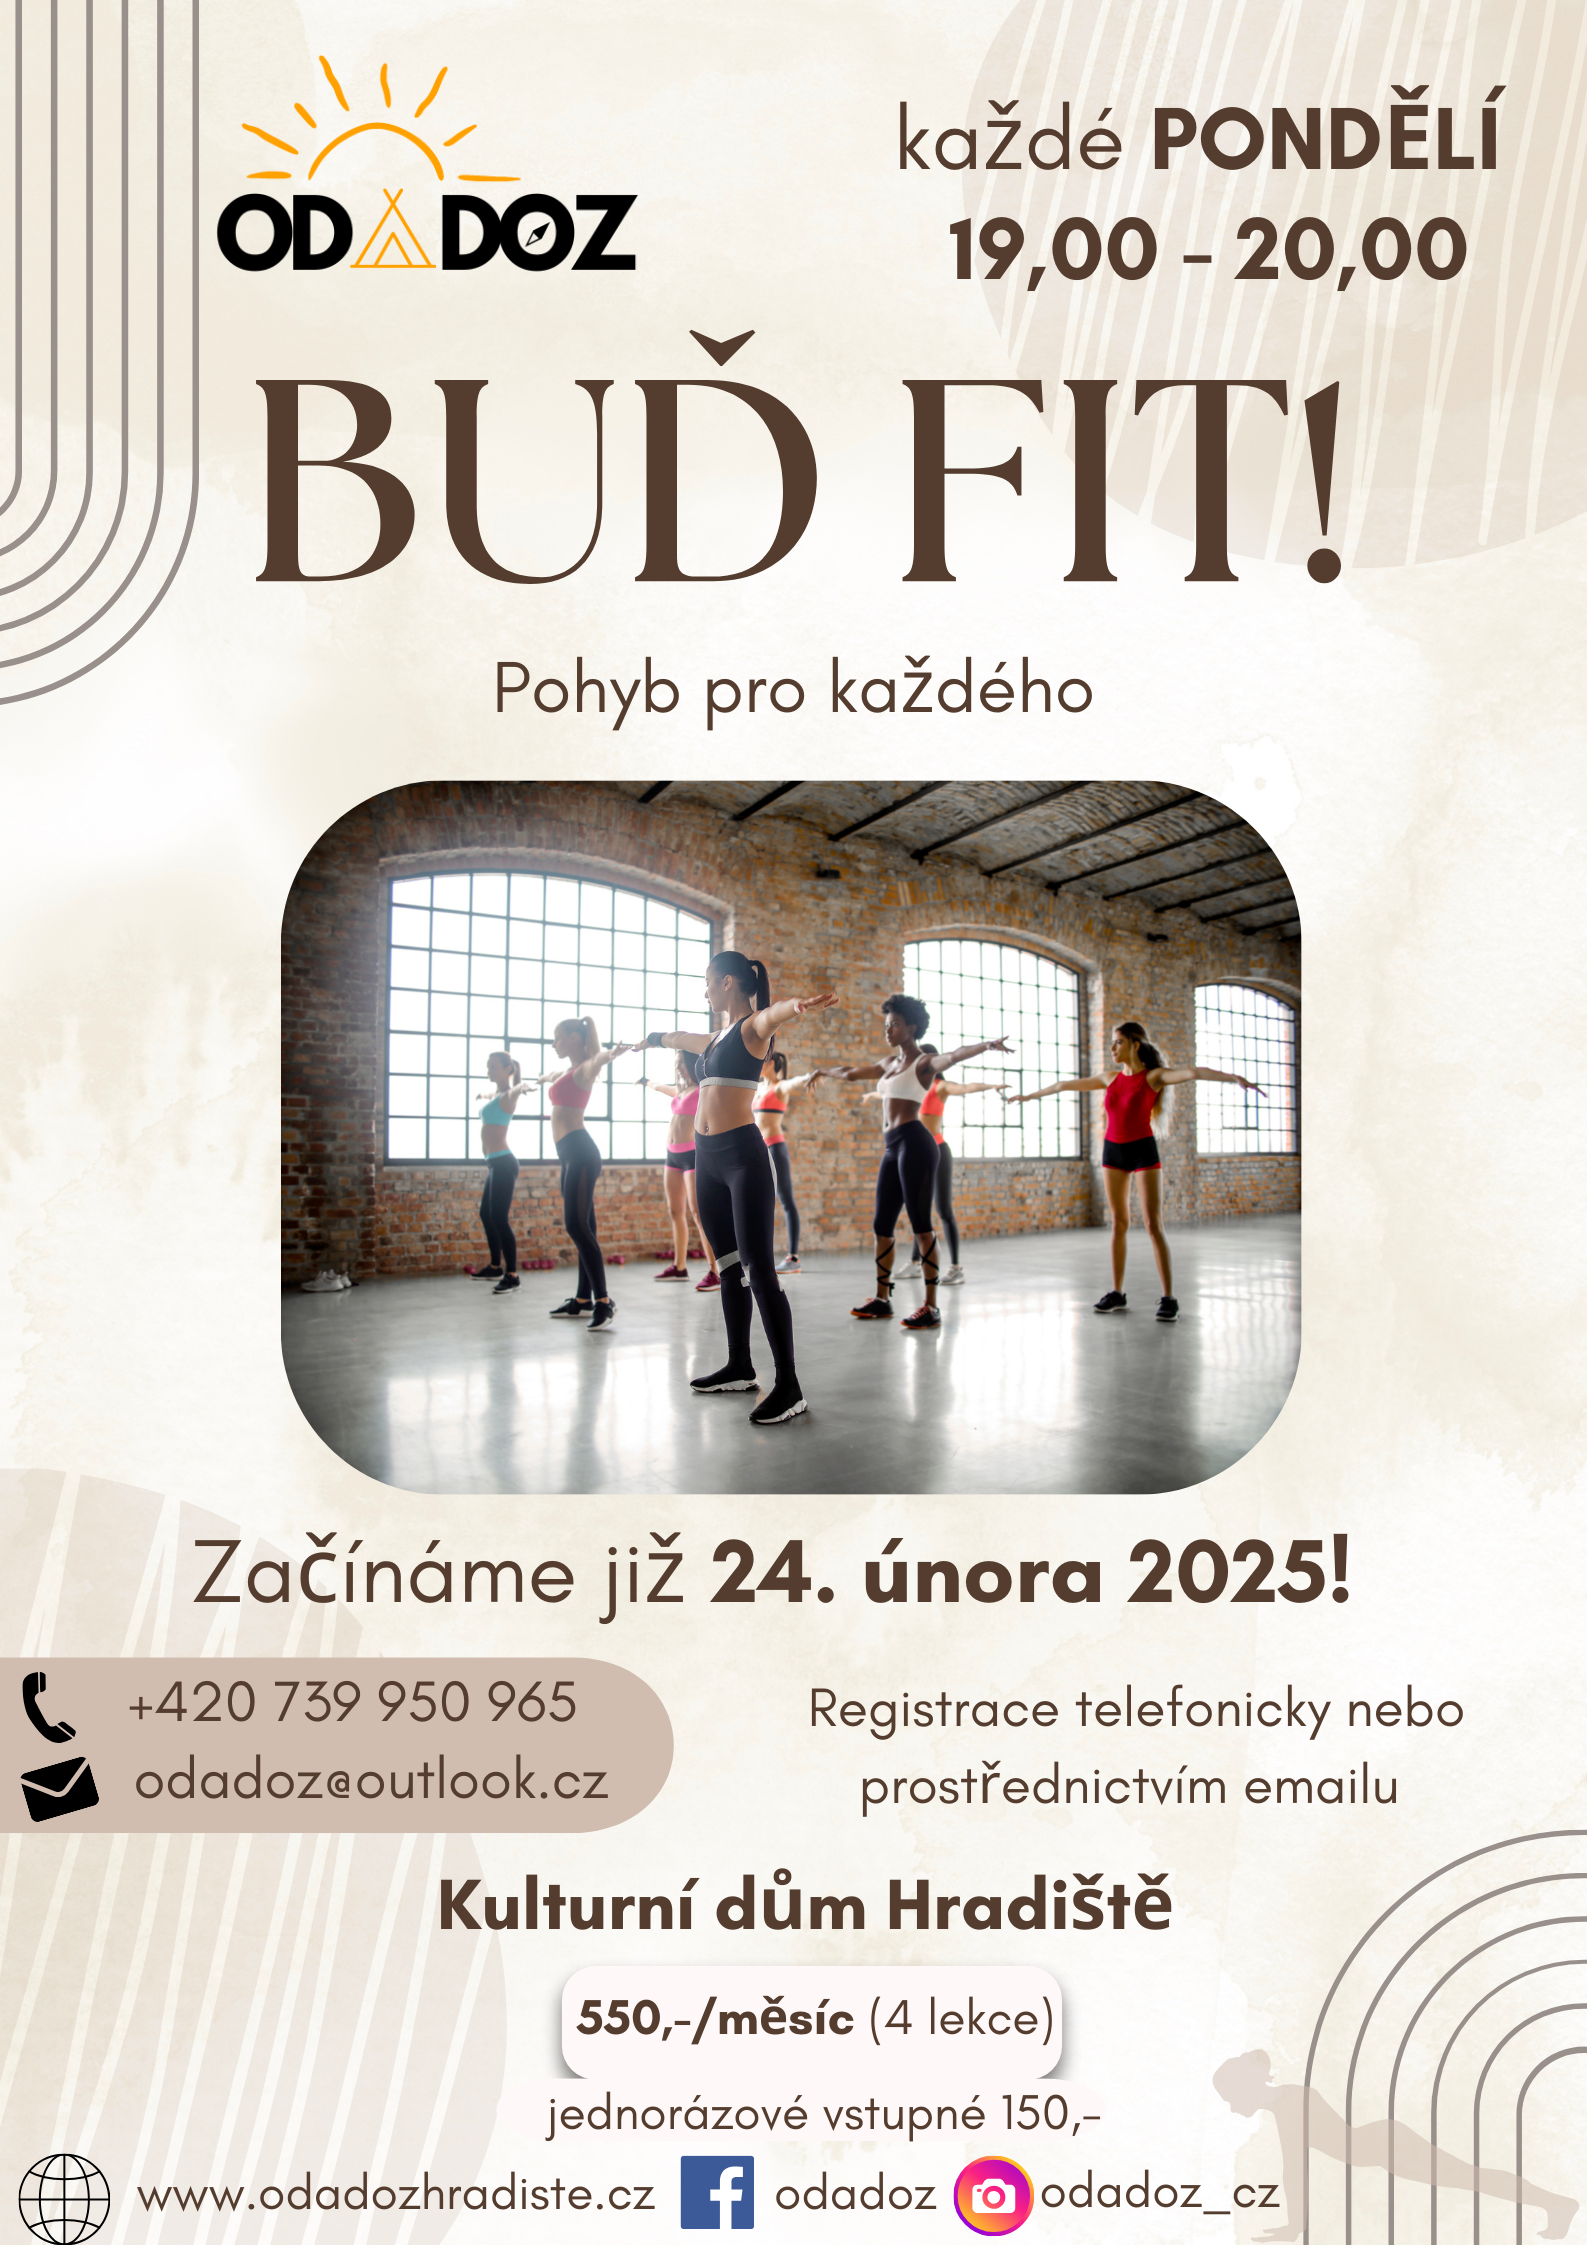 ODADOZ
každé PONDĚLÍ
19,00 - 20,00
BUĎ FIT!
Pohyb pro každého
Začínáme již 24. února 2025!
+420 739 950 965
odadoz@outlook.cz
Registrace telefonicky nebo
prostřednictvím emailu
Kulturní dům Hradiště
550,-/měsíc (4 lekce)
jednorázové vstupné 150,-
www.odadozhradiste.cz odadoz odadoz_cz